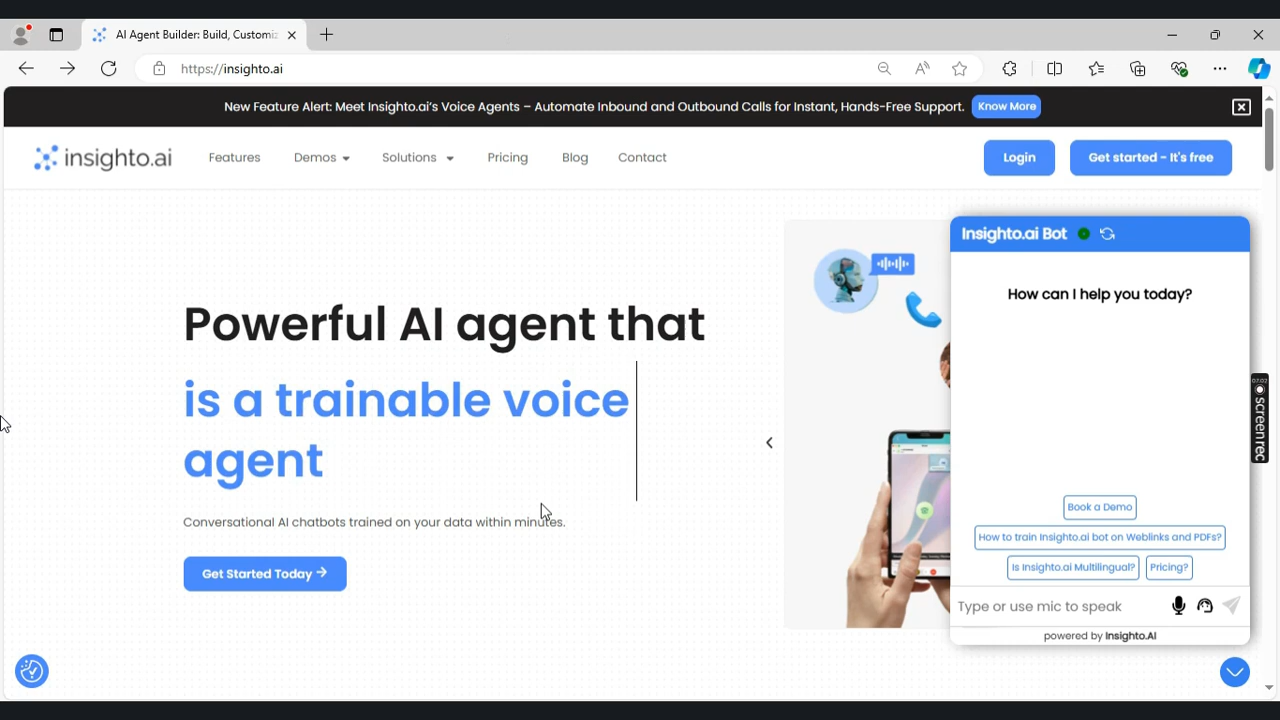 AI Agent Builder: Build, Customiz
https://insighto.ai
New Feature Alert: Meet Insighto.ai's Voice Agents – Automate Inbound and Outbound Calls for Instant, Hands-Free Support. Know More
insighto.ai Features Demos Solutions Pricing Blog Contact Login Get started - It's free
Powerful AI agent that
is a trainable voice
agent
Conversational AI chatbots trained on your data within minutes.
Get Started Today
Insighto.ai Bot
How can I help you today?
Book a Demo
How to train Insighto.ai bot on Weblinks and PDFs?
Is Insighto.ai Multilingual? Pricing?
Type or use mic to speak
powered by Insighto.AI
screenrec